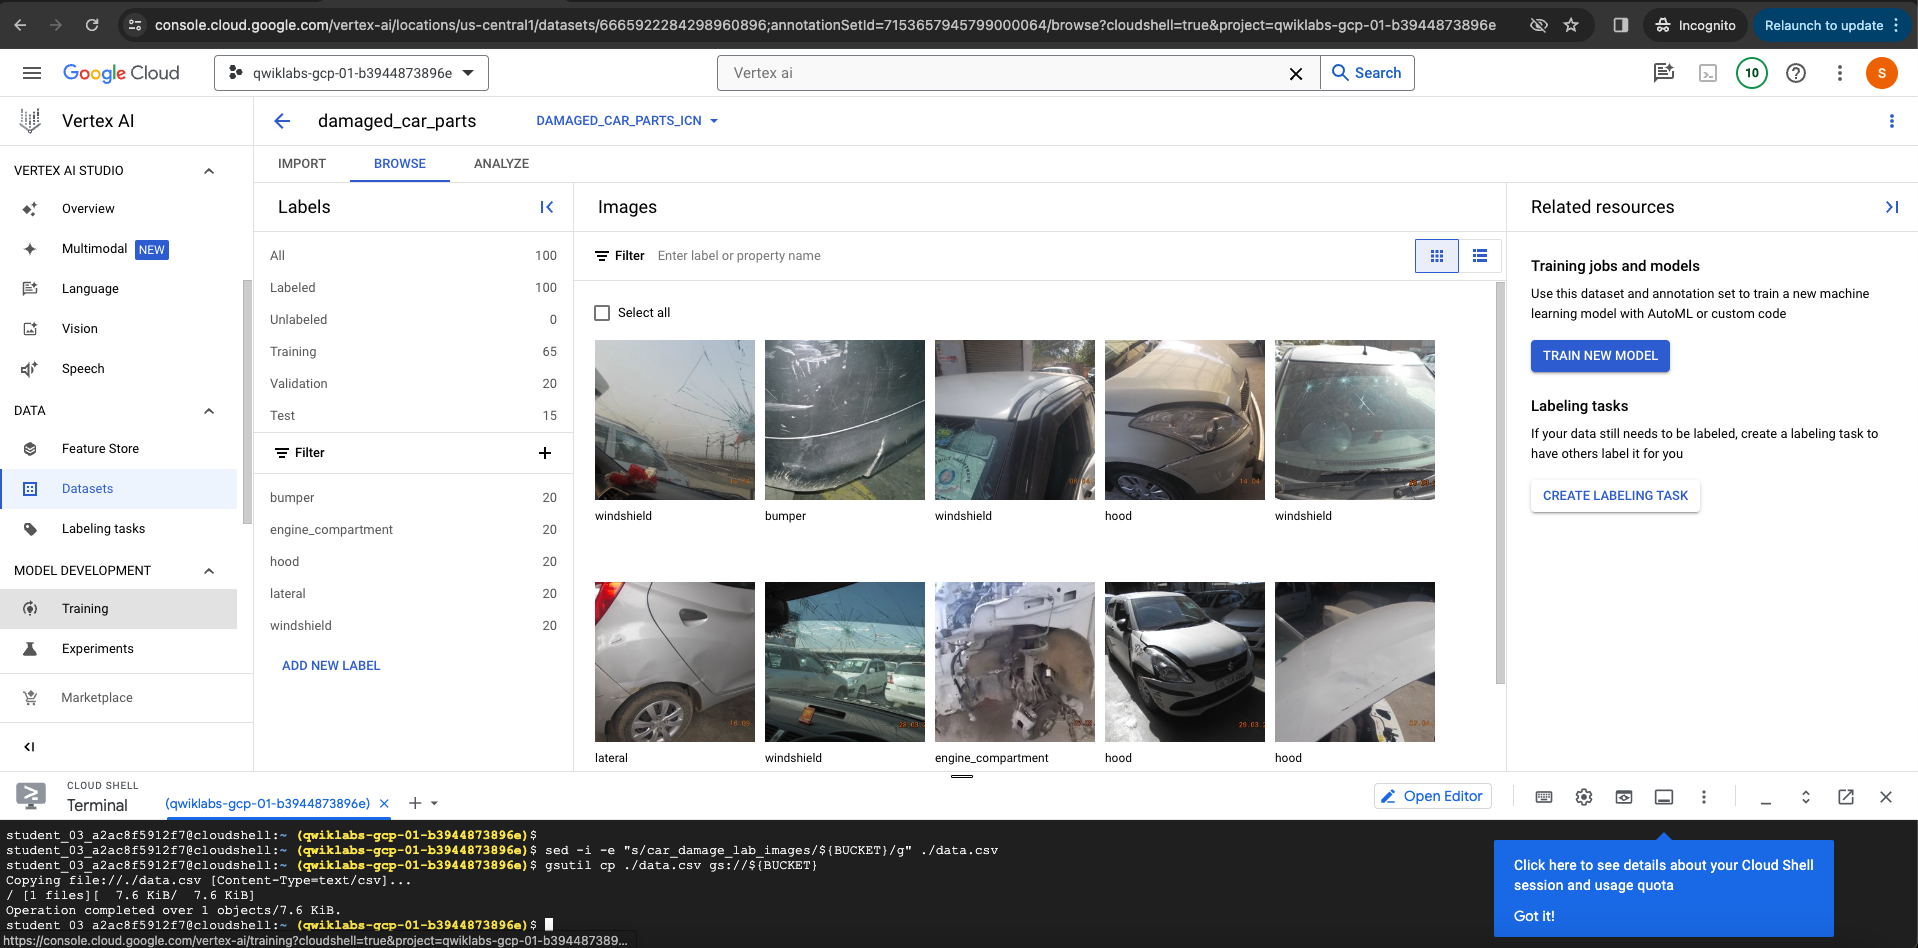 console.cloud.google.com/vertex-ai/locations/us-central1/datasets/6665922284298960896;annotationSetId=7153657945799000064/browse?cloudshell=true&project=qwiklabs-gcp-01-b3944873896e
Incognito
Relaunch to update
Google Cloud
qwiklabs-gcp-01-b3944873896e
Vertex ai
Search
10
S
Vertex AI
damaged_car_parts
DAMAGED_CAR_PARTS_ICN
IMPORT
BROWSE
ANALYZE
VERTEX AI STUDIO
Overview
Multimodal NEW
Language
Vision
Speech
DATA
Feature Store
Datasets
Labeling tasks
MODEL DEVELOPMENT
Training
Experiments
Marketplace
Labels
All 100
Labeled 100
Unlabeled 0
Training 65
Validation 20
Test 15
Filter
bumper 20
engine_compartment 20
hood 20
lateral 20
windshield 20
ADD NEW LABEL
Images
Filter Enter label or property name
Select all
windshield
bumper
windshield
hood
windshield
lateral
windshield
engine_compartment
hood
hood
Related resources
Training jobs and models
Use this dataset and annotation set to train a new machine
learning model with AutoML or custom code
TRAIN NEW MODEL
Labeling tasks
If your data still needs to be labeled, create a labeling task to
have others label it for you
CREATE LABELING TASK
CLOUD SHELL
Terminal
(qwiklabs-gcp-01-b3944873896e)
Open Editor
student_03_a2ac8f5912f7@cloudshell:~ (qwiklabs-gcp-01-b3944873896e)$
student_03_a2ac8f5912f7@cloudshell:~ (qwiklabs-gcp-01-b3944873896e)$ sed -i -e "s/car_damage_lab_images/${BUCKET}/g" ./data.csv
student_03_a2ac8f5912f7@cloudshell:~ (qwiklabs-gcp-01-b3944873896e)$ gsutil cp ./data.csv gs://${BUCKET}
Copying file://./data.csv [Content-Type=text/csv]...
/ [1 files][  7.6 KiB/  7.6 KiB]
Operation completed over 1 objects/7.6 KiB.
student_03_a2ac8f5912f7@cloudshell:~ (qwiklabs-gcp-01-b3944873896e)$
https://console.cloud.google.com/vertex-ai/training?cloudshell=true&project=qwiklabs-gcp-01-b394487389...
Click here to see details about your Cloud Shell
session and usage quota
Got it!